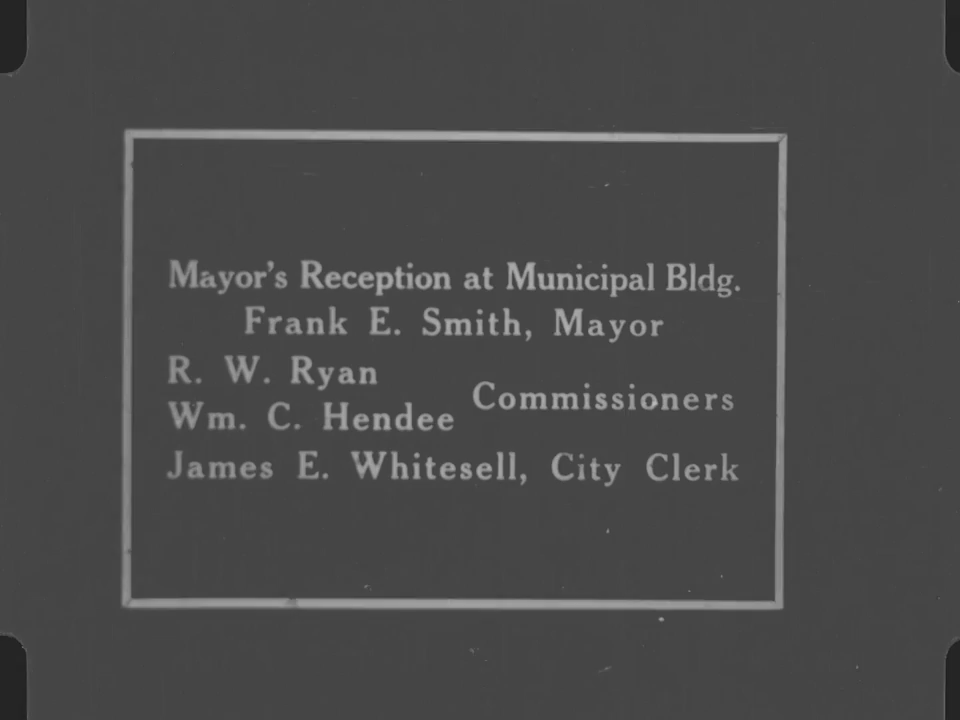 Mayor's Reception at Municipal Bldg.
Frank E. Smith, Mayor
R. W. Ryan
Wm. C. Hendee
Commissioners
James E. Whitesell, City Clerk